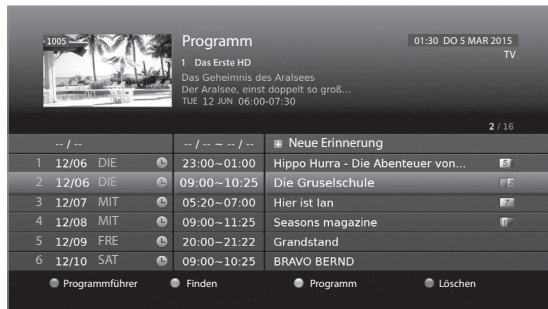 1005
Programm
01:30 DO 5 MAR 2015
TV
1 Das Erste HD
Das Geheimnis des Aralsees
Der Aralsee, einst doppelt so groß...
TUE 12 JUN 06:00-07:30
2 / 16
-- / -- -- / -- ~ -- / -- Neue Erinnerung
1 12/06 DIE 23:00~01:00 Hippo Hurra - Die Abenteuer von...
2 12/06 DIE 09:00~10:25 Die Gruselschule
3 12/07 MIT 05:20~07:00 Hier ist Ian
4 12/08 MIT 09:00~11:25 Seasons magazine
5 12/09 FRE 20:00~21:22 Grandstand
6 12/10 SAT 09:00~10:25 BRAVO BERND
Programmführer Finden Programm Löschen